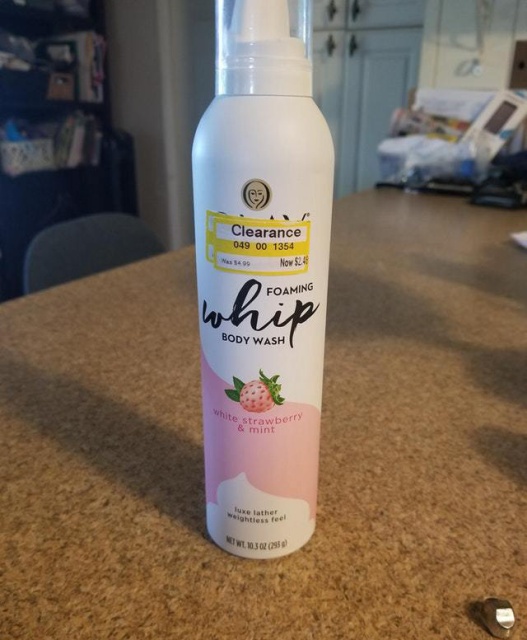 Clearance
049 00 1354
Was $4.99 Now $2.48
FOAMING
whip
BODY WASH
white strawberry
& mint
luxe lather
weightless feel
NET WT. 10.3 OZ (293 g)